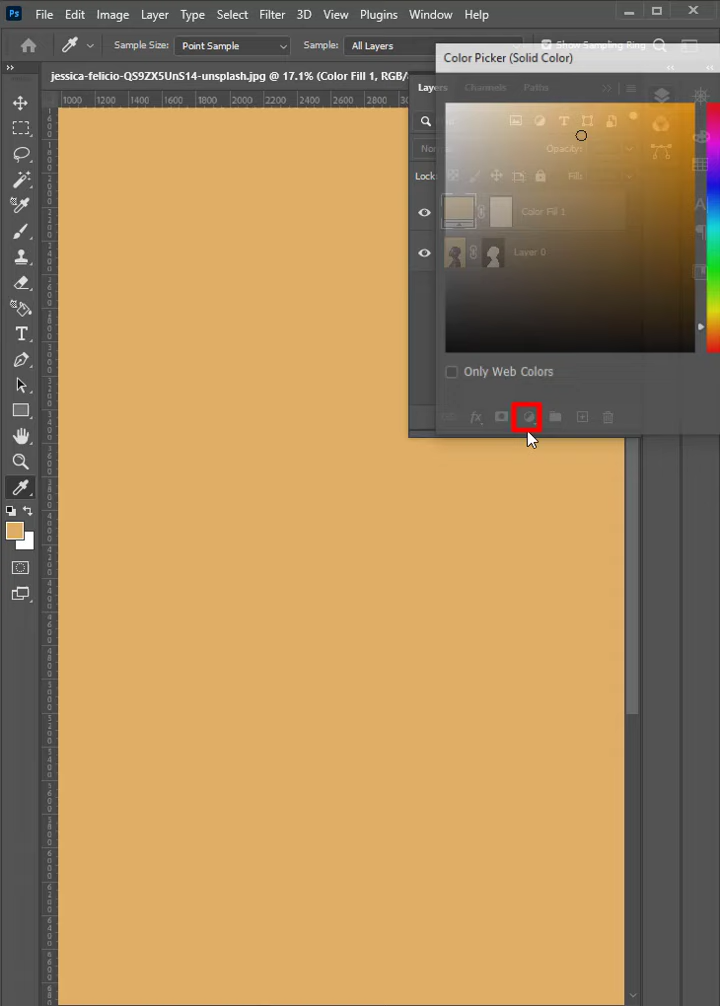 Ps File Edit Image Layer Type Select Filter 3D View Plugins Window Help
Sample Size: Point Sample Sample: All Layers Show Sampling Ring
jessica-felicio-QS9ZX5UnS14-unsplash.jpg @ 17.1% (Color Fill 1, RGB/
Color Picker (Solid Color)
Layers Channels Paths
1000 1200 1400 1600 1800 2000 2200 2400 2600 2800
Opacity:
Lock: Fill:
Color Fill 1
Layer 0
Only Web Colors
fx